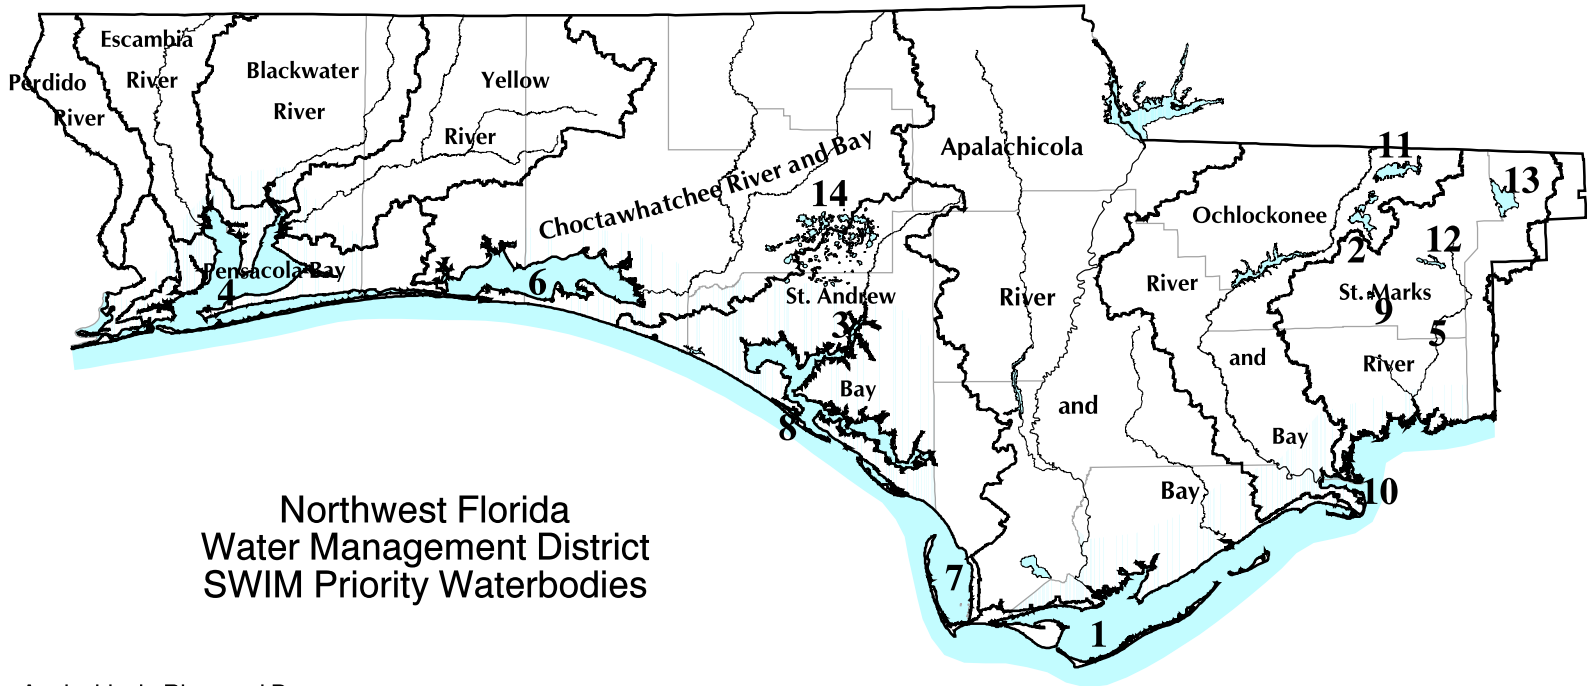 Escambia
River
Perdido
River
Blackwater
River
Yellow
River
Choctawhatchee River and Bay
Apalachicola
River
and
Bay
Ochlockonee
River
and
Bay
St. Marks
River
St. Andrew
Bay
Pensacola Bay
11
13
14
12
2
9
5
4
6
3
8
10
7
1
Northwest Florida
Water Management District
SWIM Priority Waterbodies